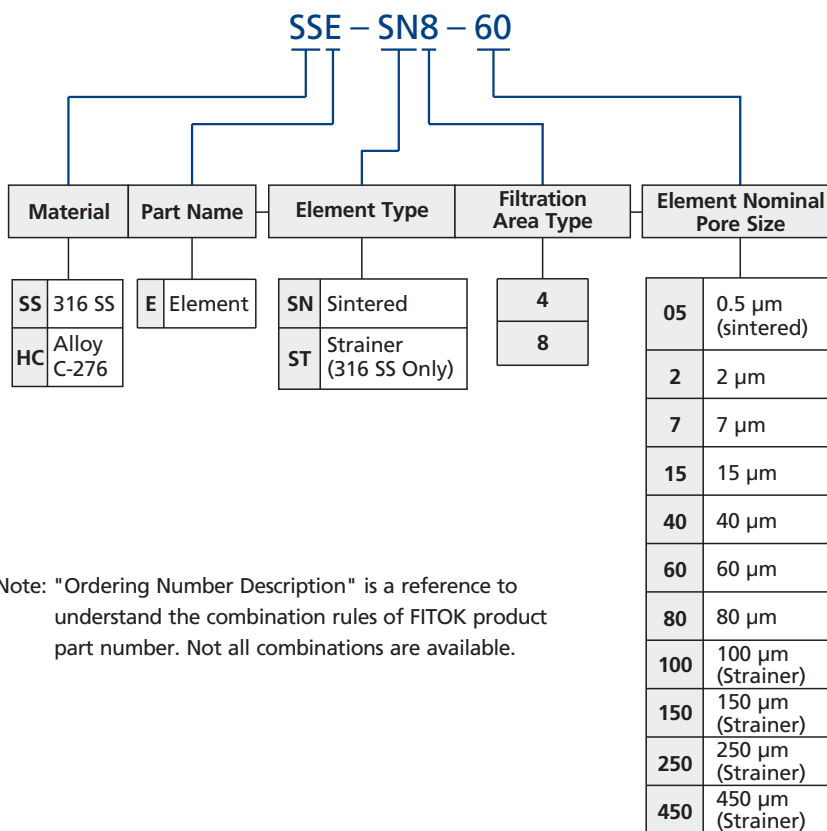 SSE – SN8 – 60
Material
Part Name
Element Type
Filtration
Area Type
Element Nominal
Pore Size
SS 316 SS
HC Alloy
C-276
E Element
SN Sintered
ST Strainer
(316 SS Only)
4
8
05 0.5 µm
(sintered)
2 2 µm
7 7 µm
15 15 µm
40 40 µm
60 60 µm
80 80 µm
100 100 µm
(Strainer)
150 150 µm
(Strainer)
250 250 µm
(Strainer)
450 450 µm
(Strainer)
Note: "Ordering Number Description" is a reference to
understand the combination rules of FITOK product
part number. Not all combinations are available.